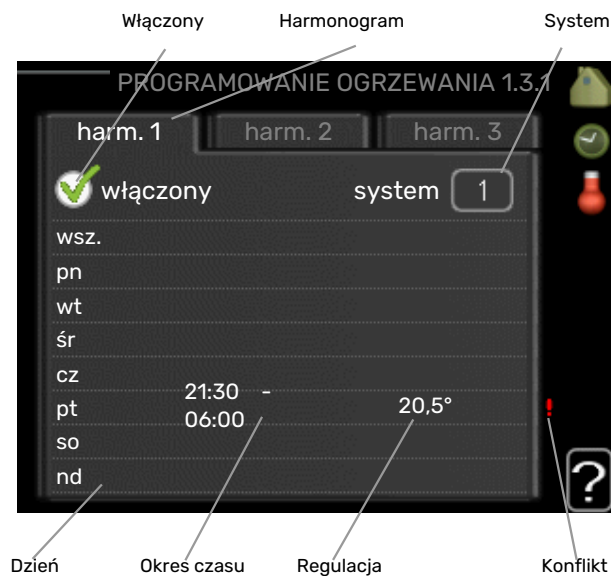 Włączony Harmonogram System
PROGRAMOWANIE OGRZEWANIA 1.3.1
harm. 1 harm. 2 harm. 3
włączony system 1
wsz.
pn
wt
śr
cz
21:30 -
pt 20,5° !
06:00
so
nd
?
Dzień Okres czasu Regulacja Konflikt